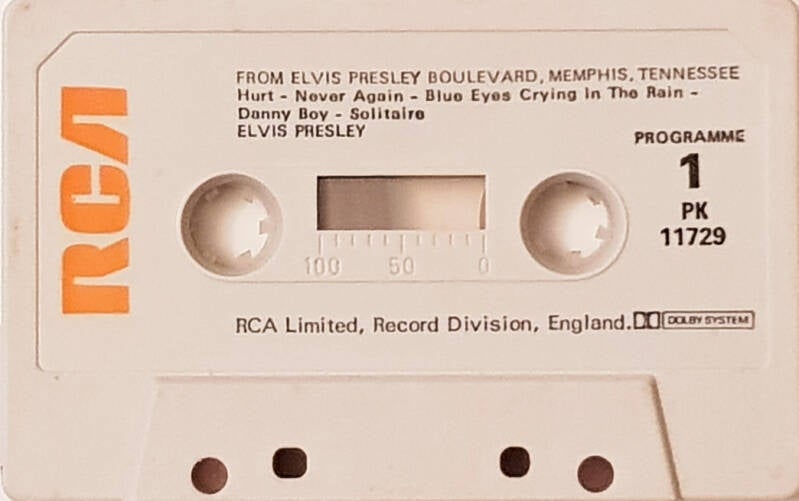 RCA
FROM ELVIS PRESLEY BOULEVARD, MEMPHIS, TENNESSEE
Hurt - Never Again - Blue Eyes Crying In The Rain -
Danny Boy - Solitaire
ELVIS PRESLEY
PROGRAMME
1
PK
11729
100 50 0
RCA Limited, Record Division, England. DOLBY SYSTEM